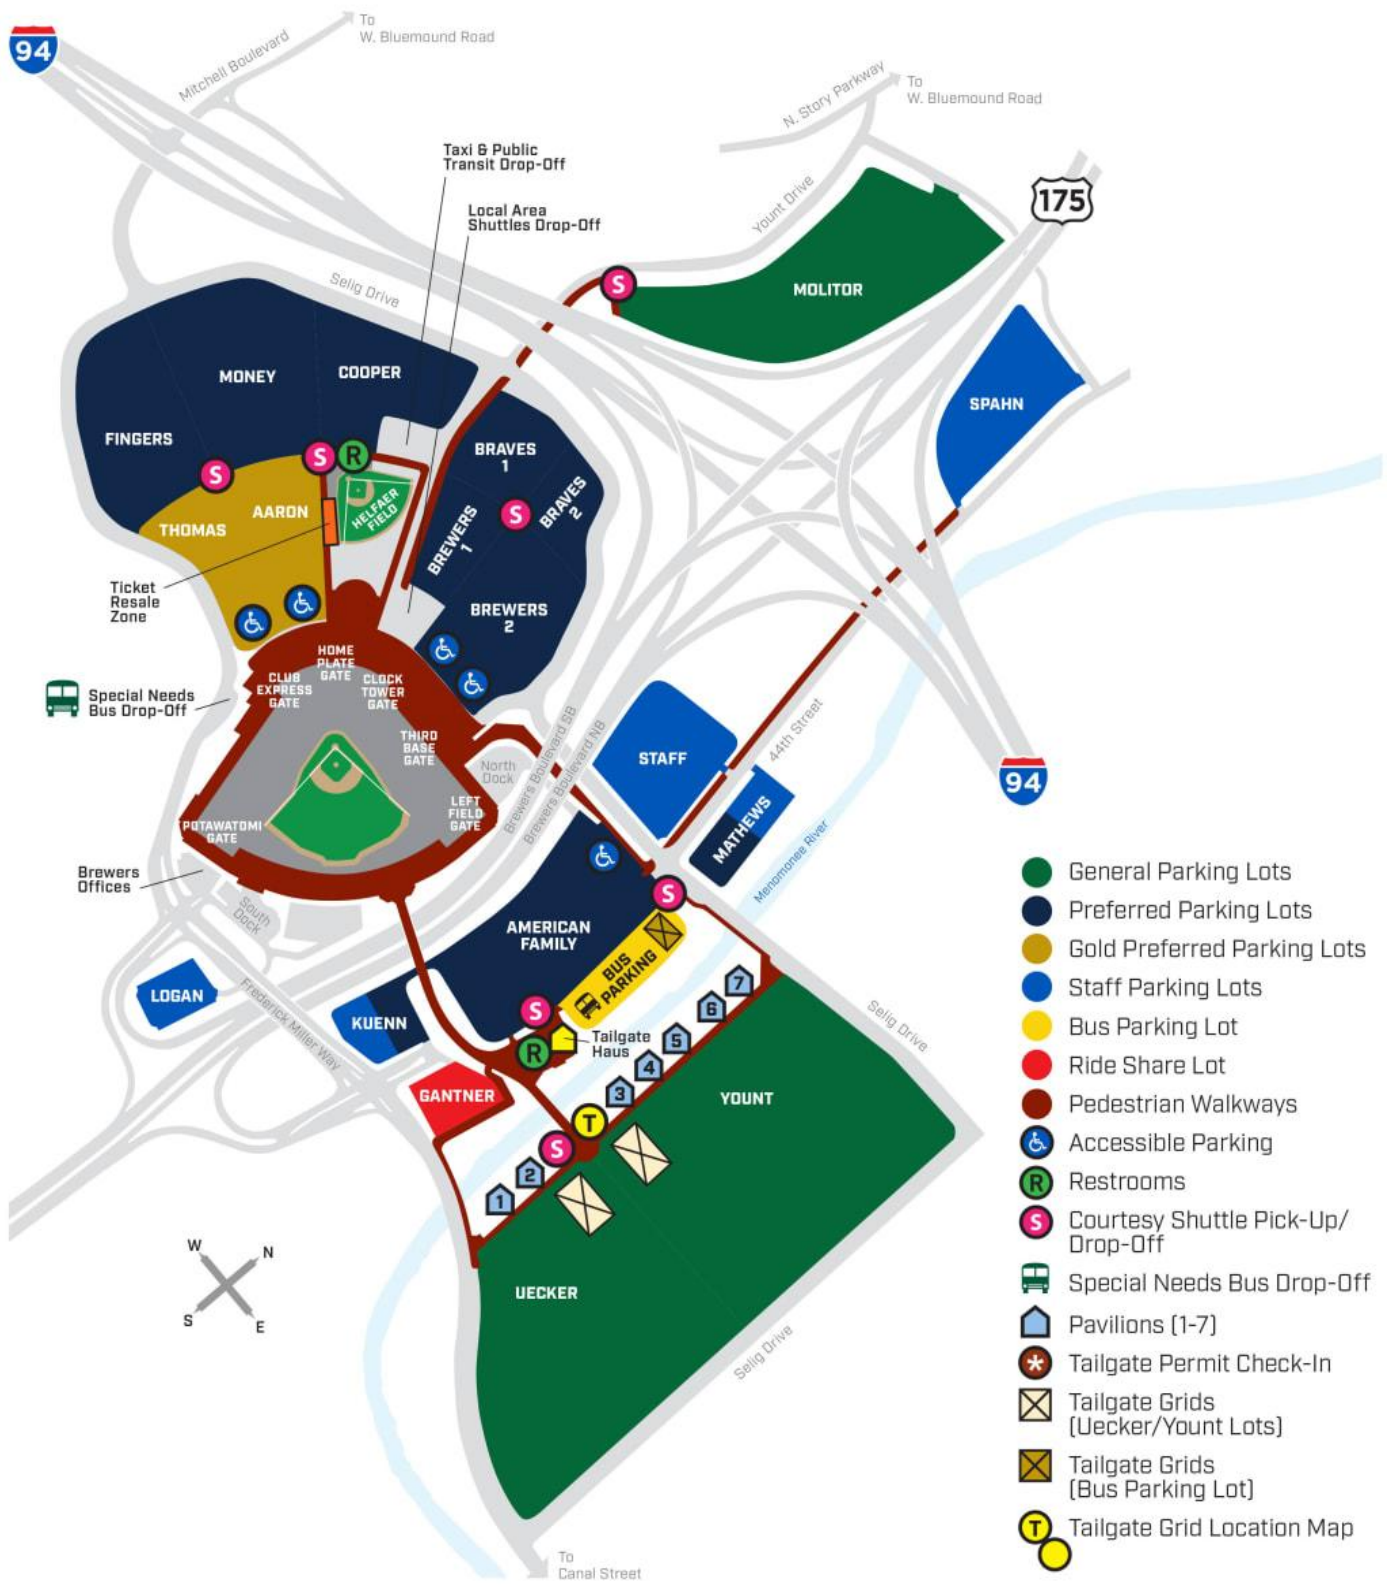 94
To
W. Bluemound Road
Mitchell Boulevard
N. Story Parkway
To
W. Bluemound Road
Taxi & Public
Transit Drop-Off
Local Area
Shuttles Drop-Off
175
Yount Drive
Selig Drive
S
MOLITOR
MONEY
COOPER
SPAHN
FINGERS
S
S
R
BRAVES
1
BRAVES
2
S
BREWERS
1
BREWERS
2
AARON
THOMAS
HELFAER
FIELD
Ticket
Resale
Zone
HOME
PLATE
GATE
CLUB
EXPRESS
GATE
CLOCK
TOWER
GATE
THIRD
BASE
GATE
LEFT
FIELD
GATE
POTAWATOMI
GATE
Special Needs
Bus Drop-Off
North
Dock
Brewers Boulevard SB
Brewers Boulevard NB
STAFF
44th Street
MATHEWS
Menomonee River
94
Brewers
Offices
South
Dock
AMERICAN
FAMILY
S
BUS
PARKING
LOGAN
KUENN
Frederick Miller Way
S
R
Tailgate
Haus
GANTNER
7
6
5
4
3
T
S
2
1
Selig Drive
YOUNT
UECKER
Selig Drive
To
Canal Street
W
N
S
E
General Parking Lots
Preferred Parking Lots
Gold Preferred Parking Lots
Staff Parking Lots
Bus Parking Lot
Ride Share Lot
Pedestrian Walkways
Accessible Parking
R Restrooms
S Courtesy Shuttle Pick-Up/
Drop-Off
Special Needs Bus Drop-Off
Pavilions (1-7)
* Tailgate Permit Check-In
Tailgate Grids
(Uecker/Yount Lots)
Tailgate Grids
(Bus Parking Lot)
T Tailgate Grid Location Map